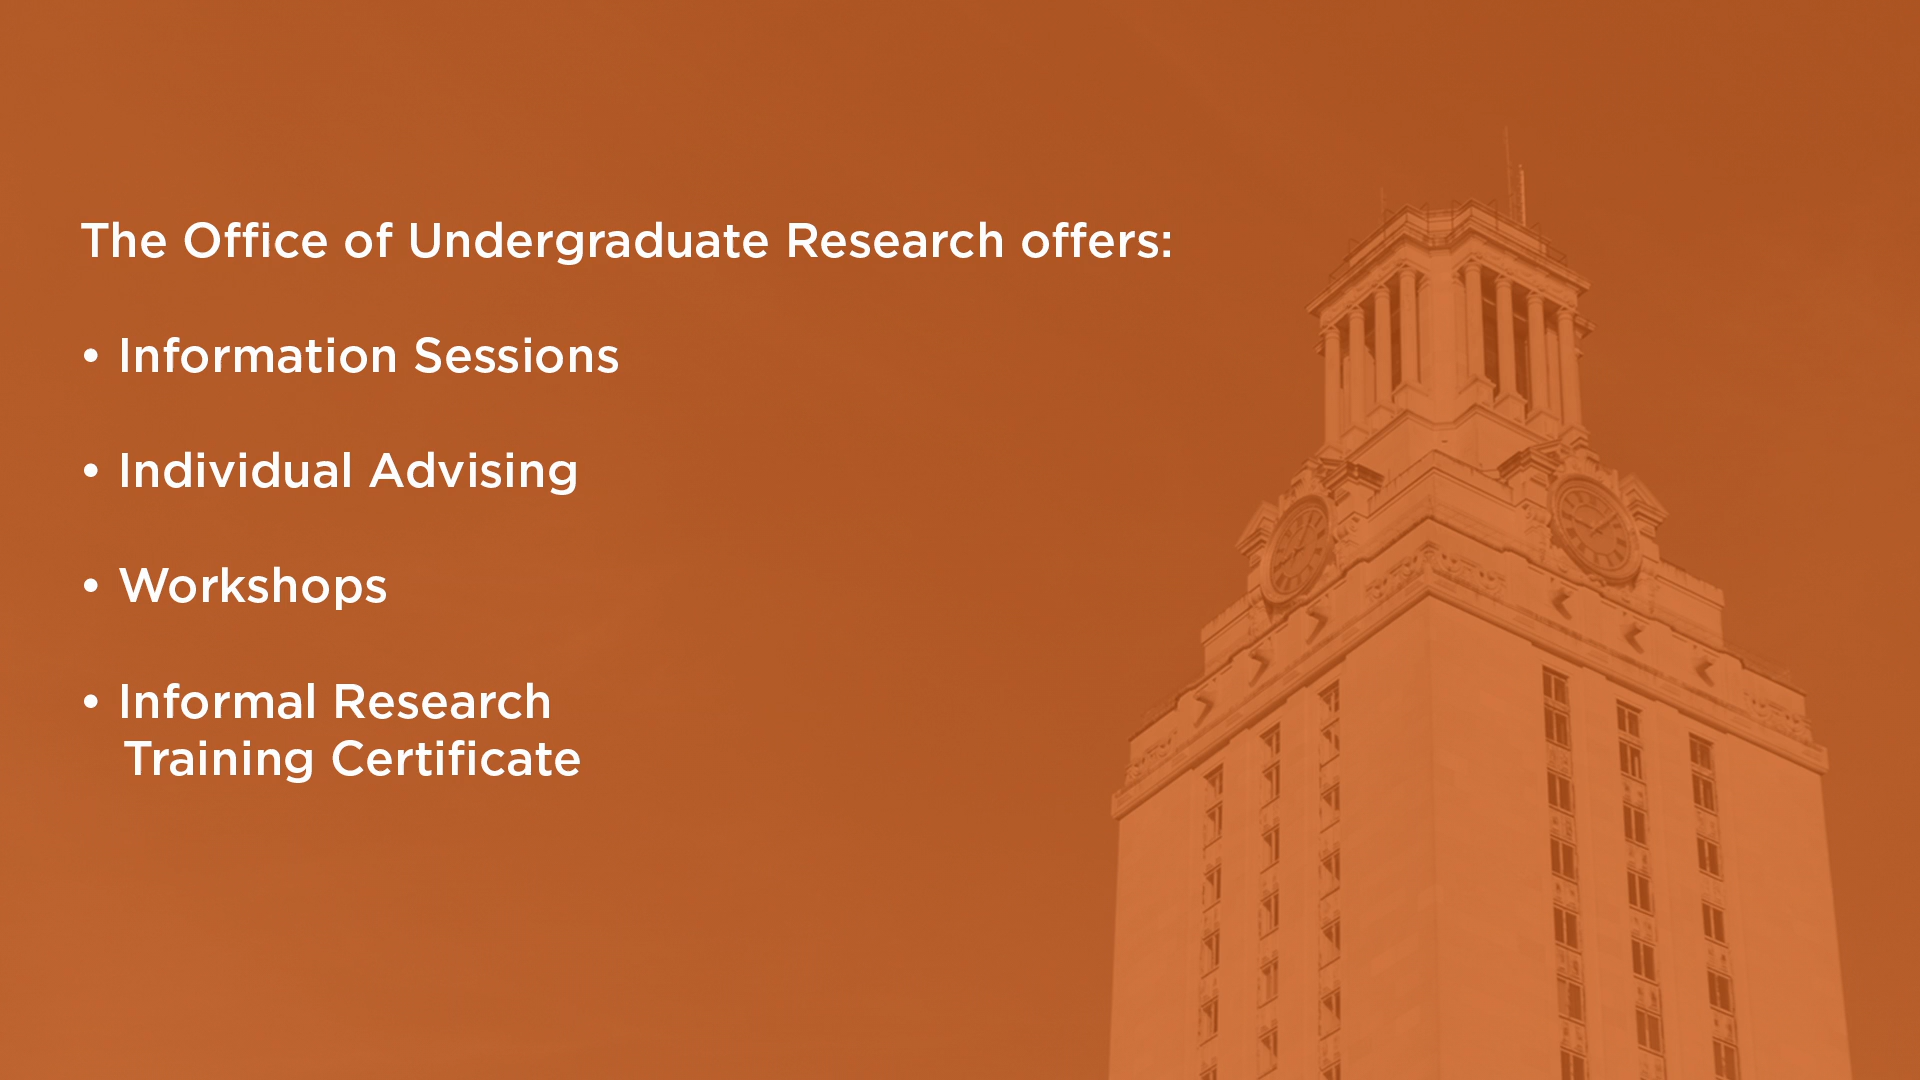 The Office of Undergraduate Research offers:
• Information Sessions
• Individual Advising
• Workshops
• Informal Research
Training Certificate